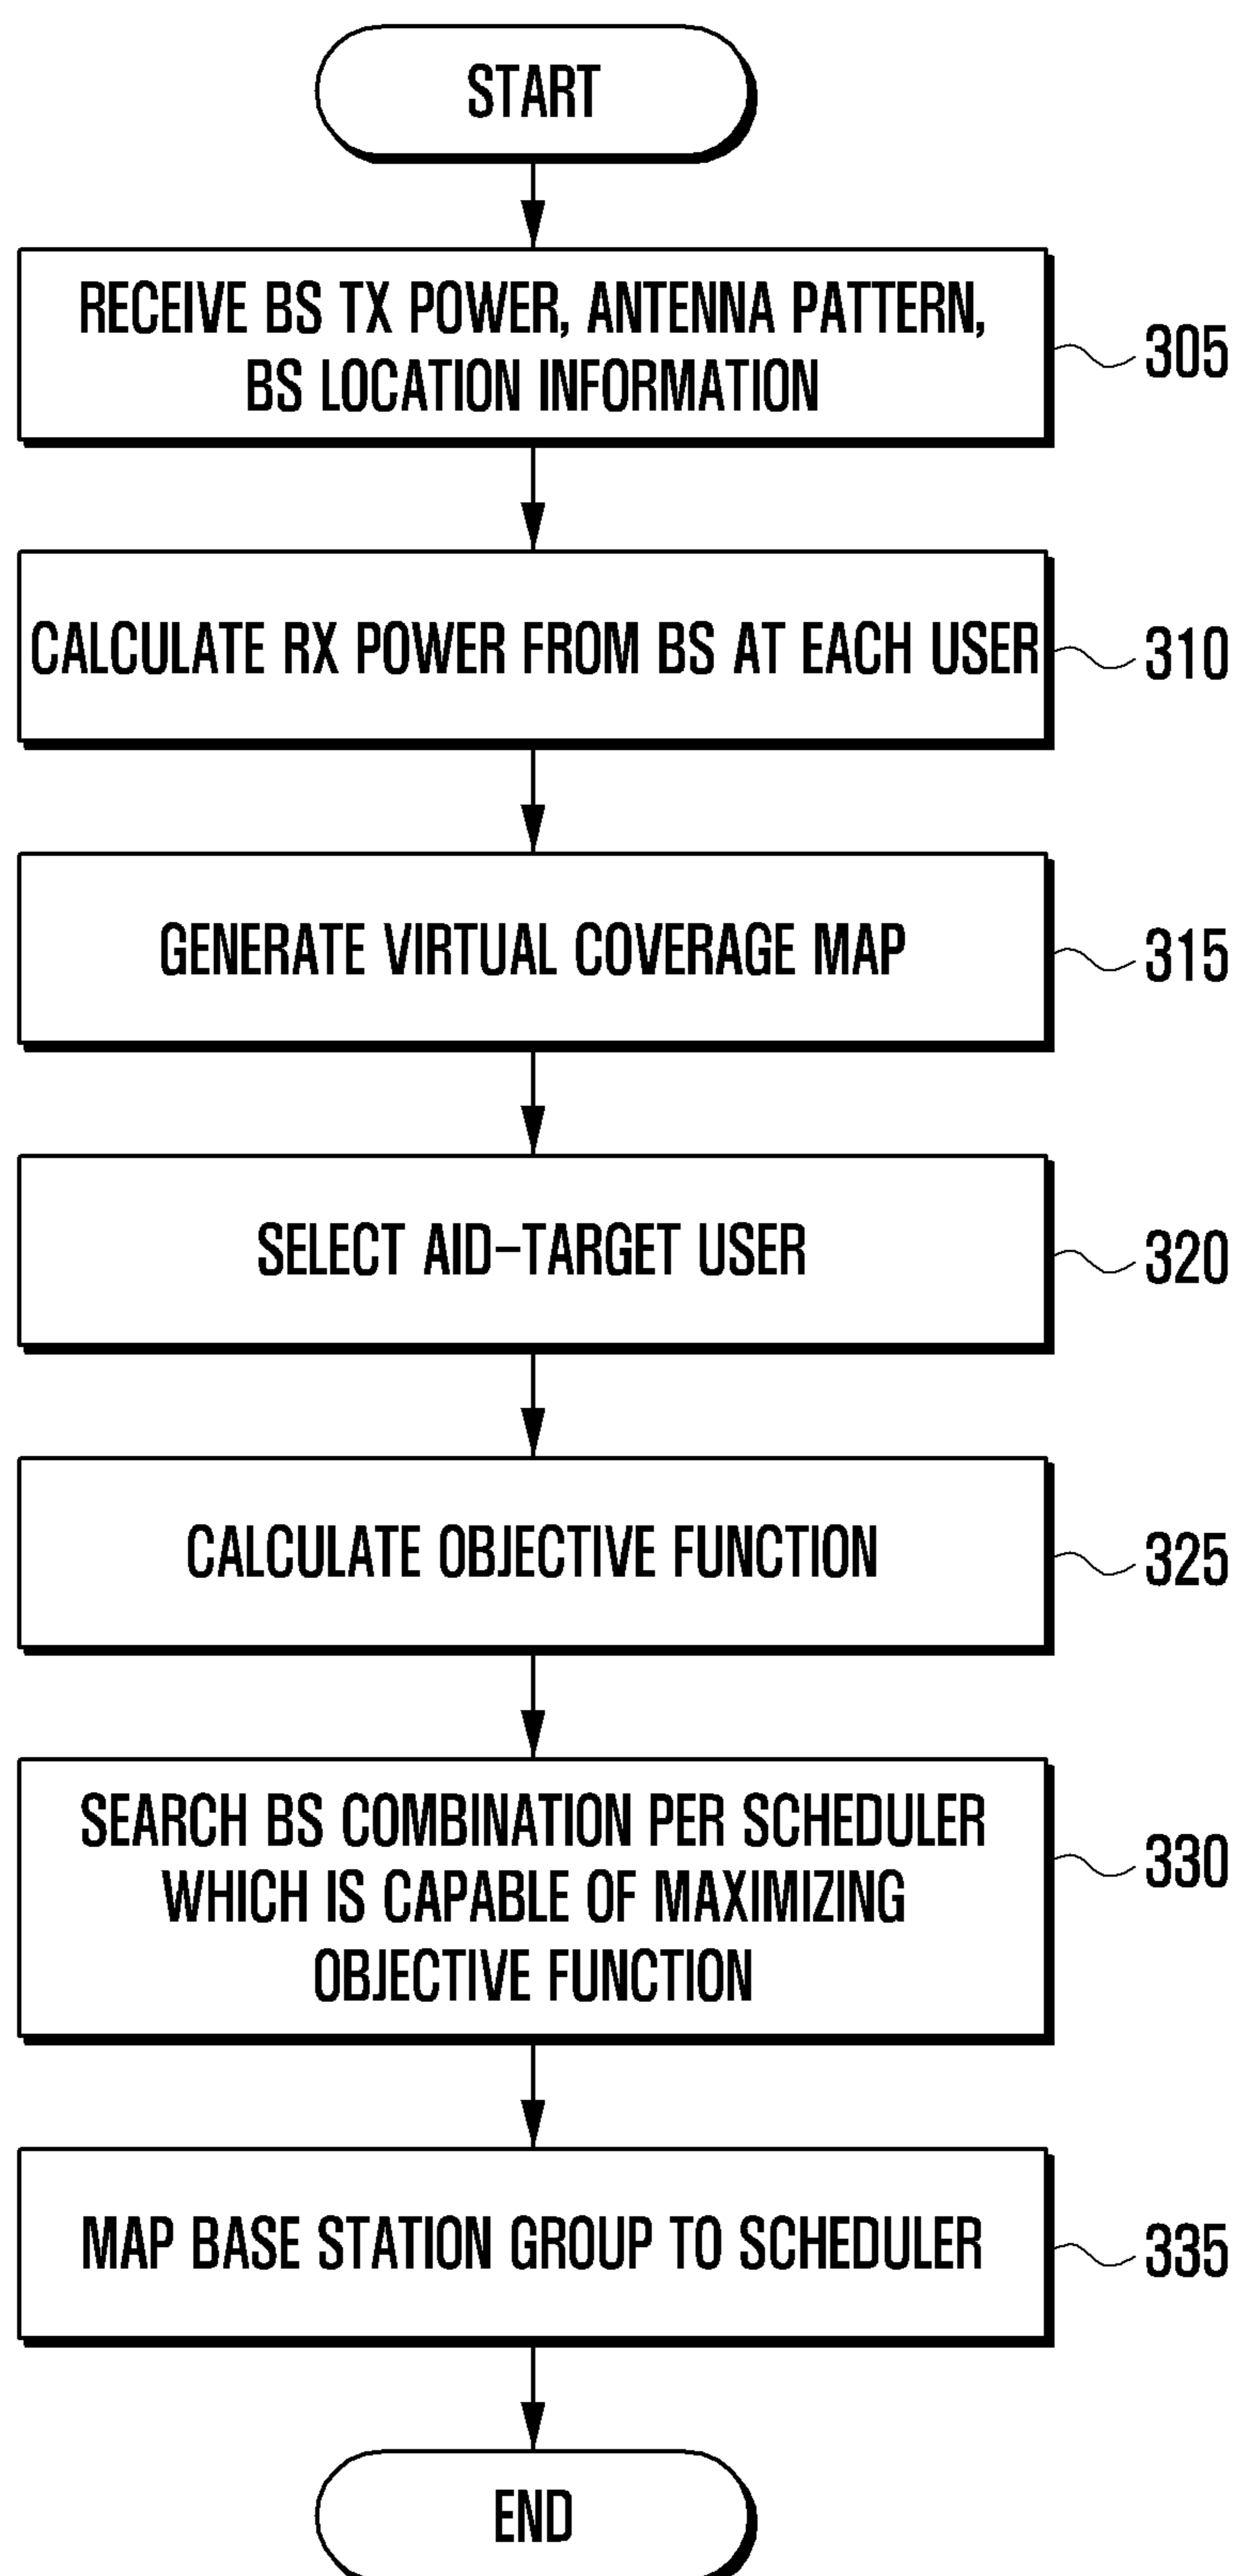 START
RECEIVE BS TX POWER, ANTENNA PATTERN,
BS LOCATION INFORMATION
305
CALCULATE RX POWER FROM BS AT EACH USER
310
GENERATE VIRTUAL COVERAGE MAP
315
SELECT AID-TARGET USER
320
CALCULATE OBJECTIVE FUNCTION
325
SEARCH BS COMBINATION PER SCHEDULER
WHICH IS CAPABLE OF MAXIMIZING
OBJECTIVE FUNCTION
330
MAP BASE STATION GROUP TO SCHEDULER
335
END